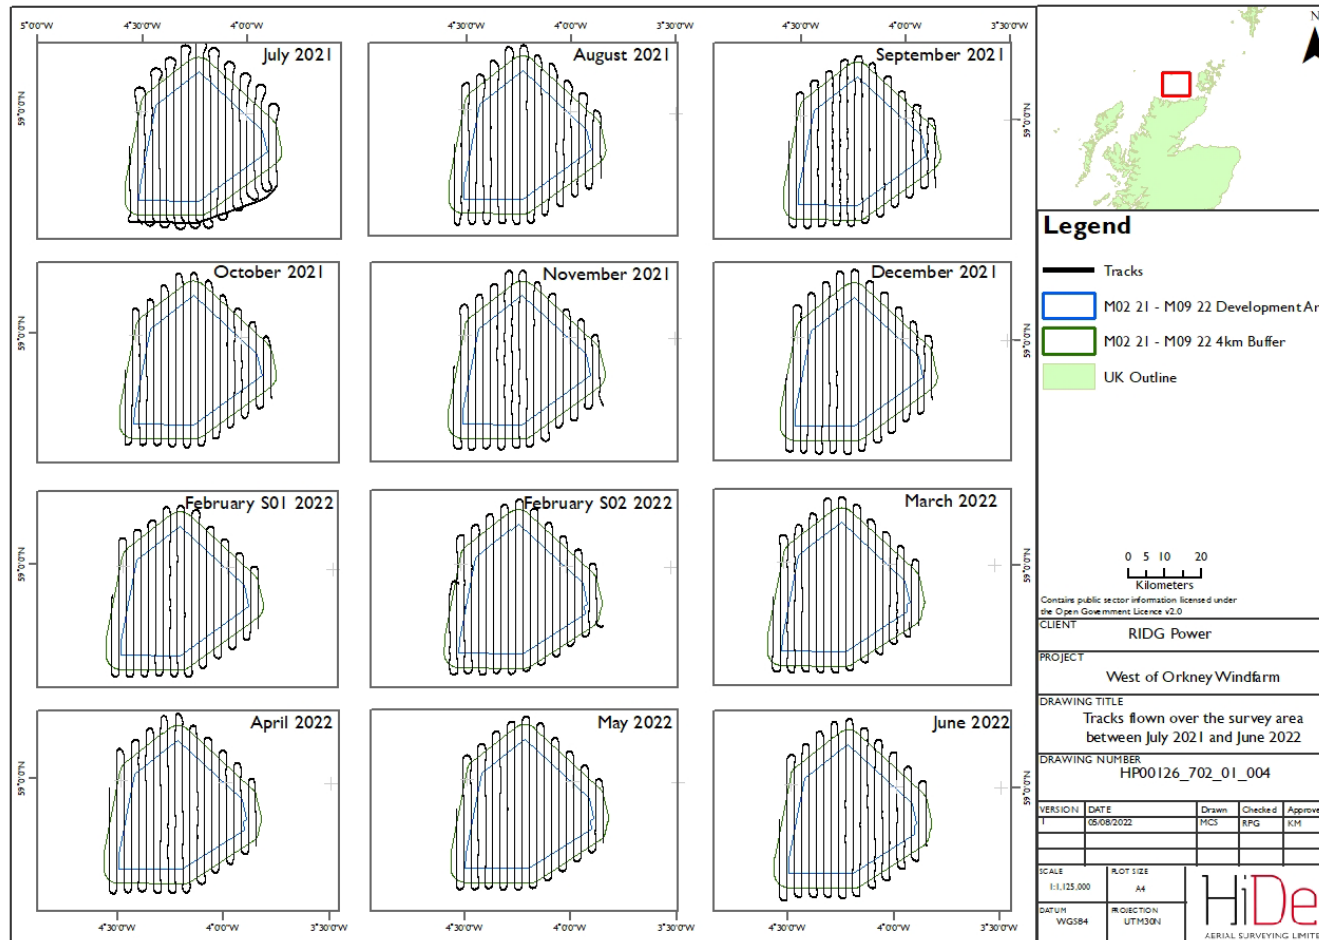 5°0'0"W
4°30'0"W
4°0'0"W
4°30'0"W
4°0'0"W
3°30'0"W
4°30'0"W
4°0'0"W
3°30'0"W
N
July 2021
August 2021
September 2021
59°0'0"N
59°0'0"N
October 2021
November 2021
December 2021
59°0'0"N
59°0'0"N
February S01 2022
February S02 2022
March 2022
59°0'0"N
59°0'0"N
April 2022
May 2022
June 2022
59°0'0"N
59°0'0"N
4°30'0"W
4°0'0"W
3°30'0"W
4°30'0"W
4°0'0"W
3°30'0"W
4°30'0"W
4°0'0"W
3°30'0"W
Legend
Tracks
M02 21 - M09 22 Development Ar
M02 21 - M09 22 4km Buffer
UK Outline
0 5 10 20
Kilometers
Contains public sector information licensed under
the Open Government Licence v2.0
CLIENT
RIDG Power
PROJECT
West of Orkney Windfarm
DRAWING TITLE
Tracks flown over the survey area
between July 2021 and June 2022
DRAWING NUMBER
HP00126_702_01_004
VERSION DATE Drawn Checked Approve
1 05/08/2022 MCS RPG KM
SCALE
1:1,125,000
PLOT SIZE
A4
DATUM
WGS84
PROJECTION
UTM30N
HiDe
AERIAL SURVEYING LIMITE